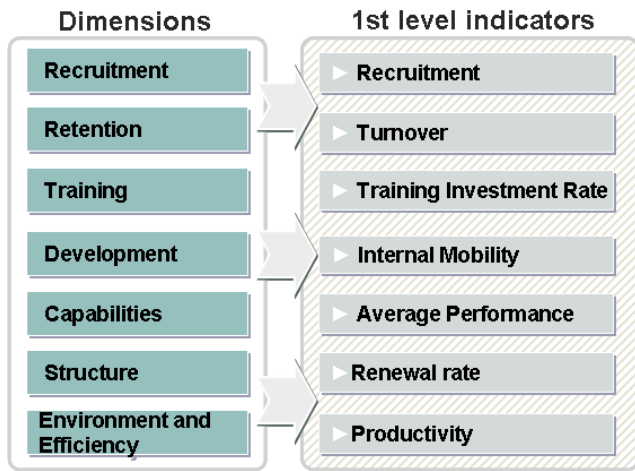 Dimensions
1st level indicators
Recruitment
Retention
Training
Development
Capabilities
Structure
Environment and
Efficiency
Recruitment
Turnover
Training Investment Rate
Internal Mobility
Average Performance
Renewal rate
Productivity